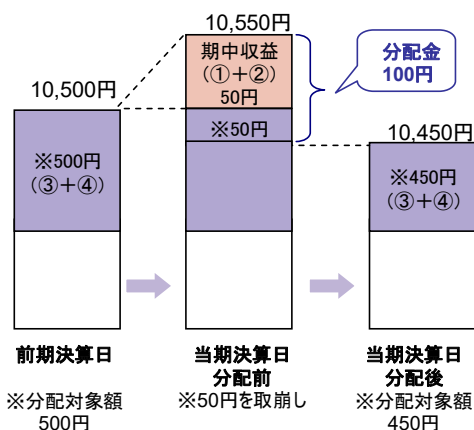 10,550円
期中収益
（①＋②）
50円
分配金
100円
10,500円
※50円
10,450円
※500円
（③＋④）
※450円
（③＋④）
前期決算日
当期決算日
分配前
当期決算日
分配後
※分配対象額
500円
※50円を取崩し
※分配対象額
450円